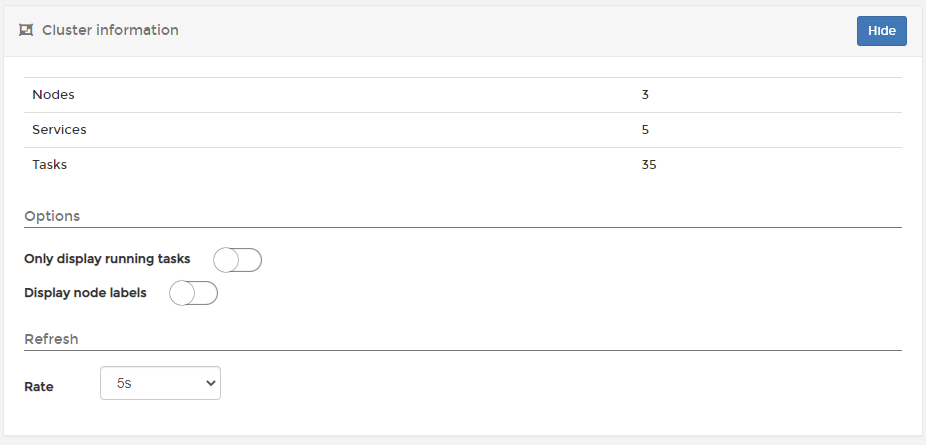 Cluster information
Hide
Nodes 3
Services 5
Tasks 35
Options
Only display running tasks
Display node labels
Refresh
Rate 5s